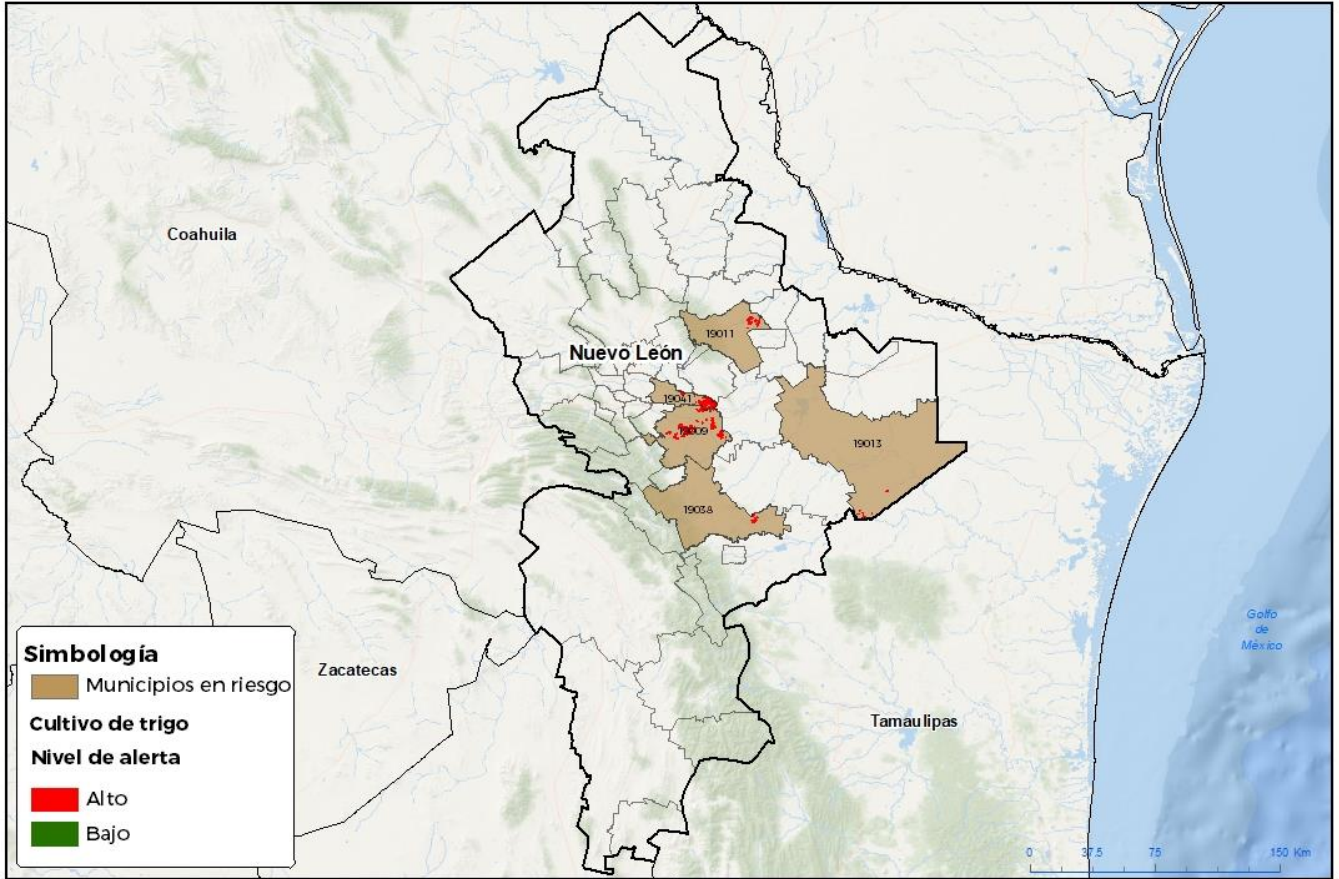 Coahuila
19011
Nuevo León
19041
19009
19013
19038
Golfo
de
México
Simbología
Municipios en riesgo
Zacatecas
Cultivo de trigo
Tamaulipas
Nivel de alerta
Alto
Bajo
0 37.5 75 150 Km